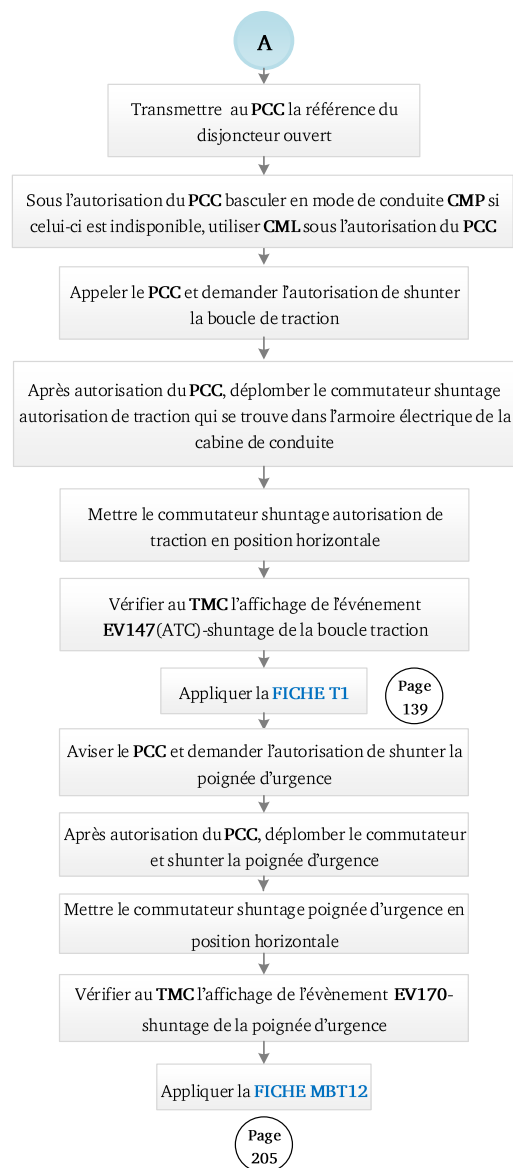 A
Transmettre au PCC la référence du
disjoncteur ouvert
Sous l'autorisation du PCC basculer en mode de conduite CMP si
celui-ci est indisponible, utiliser CML sous l'autorisation du PCC
Appeler le PCC et demander l'autorisation de shunter
la boucle de traction
Après autorisation du PCC, déplomber le commutateur shuntage
autorisation de traction qui se trouve dans l'armoire électrique de la
cabine de conduite
Mettre le commutateur shuntage autorisation de
traction en position horizontale
Vérifier au TMC l'affichage de l'événement
EV147(ATC)-shuntage de la boucle traction
Appliquer la FICHE T1
Page
139
Aviser le PCC et demander l'autorisation de shunter la
poignée d'urgence
Après autorisation du PCC, déplomber le commutateur
et shunter la poignée d'urgence
Mettre le commutateur shuntage poignée d'urgence en
position horizontale
Vérifier au TMC l'affichage de l'évènement EV170-
shuntage de la poignée d'urgence
Appliquer la FICHE MBT12
Page
205